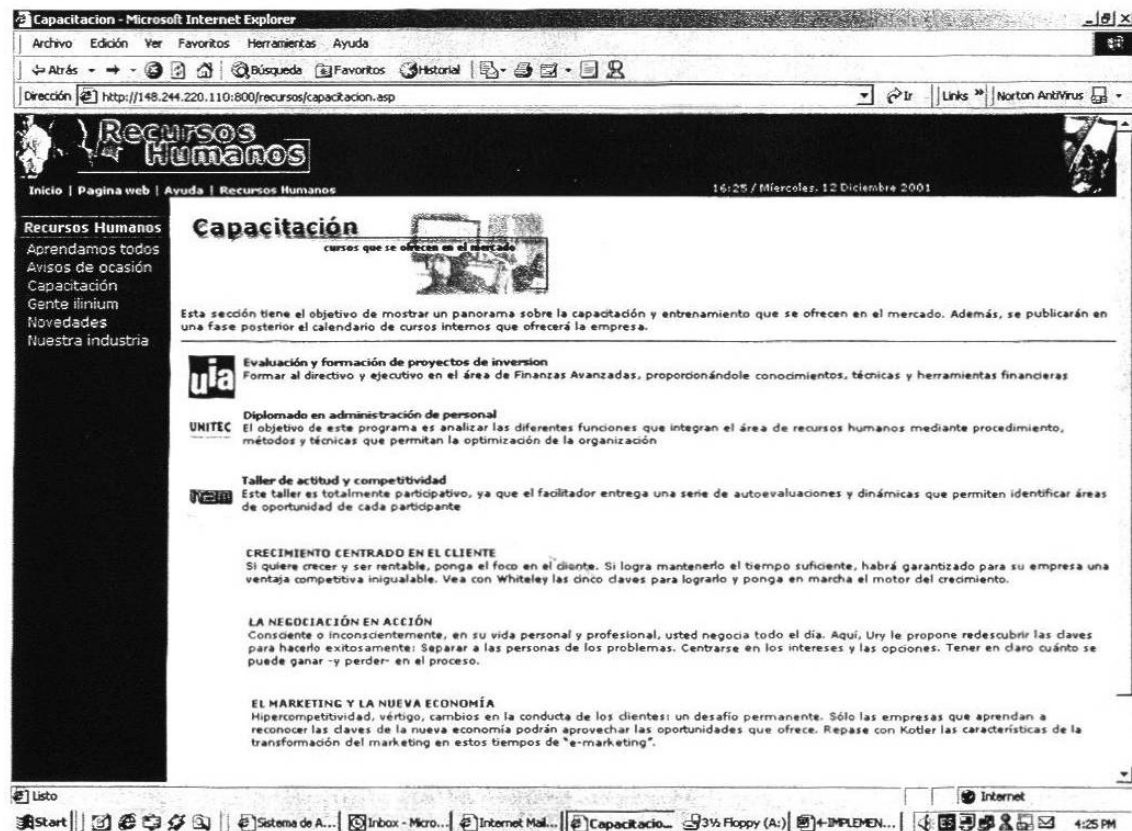 Capacitacion - Microsoft Internet Explorer
Archivo Edición Ver Favoritos Herramientas Ayuda
Atrás Búsqueda Favoritos Historial
Dirección http://148.244.220.110:800/recursos/capacitacion.asp Ir Links » Norton AntiVirus
Recursos
Humanos
Inicio | Pagina web | Ayuda | Recursos Humanos 16:25 / Miercoles, 12 Diciembre 2001
Recursos Humanos
Aprendamos todos
Avisos de ocasión
Capacitación
Gente ilinium
Novedades
Nuestra industria
Capacitación
cursos que se ofrecen en el mercado
Esta sección tiene el objetivo de mostrar un panorama sobre la capacitación y entrenamiento que se ofrecen en el mercado. Además, se publicarán en
una fase posterior el calendario de cursos internos que ofrecerá la empresa.
uia
Evaluación y formación de proyectos de inversion
Formar al directivo y ejecutivo en el área de Finanzas Avanzadas, proporcionándole conocimientos, técnicas y herramientas financieras
UNITEC
Diplomado en administración de personal
El objetivo de este programa es analizar las diferentes funciones que integran el área de recursos humanos mediante procedimiento,
métodos y técnicas que permitan la optimización de la organización
Taller de actitud y competitividad
Este taller es totalmente participativo, ya que el facilitador entrega una serie de autoevaluaciones y dinámicas que permiten identificar áreas
de oportunidad de cada participante
CRECIMIENTO CENTRADO EN EL CLIENTE
Si quiere crecer y ser rentable, ponga el foco en el cliente. Si logra mantenerlo el tiempo suficiente, habrá garantizado para su empresa una
ventaja competitiva inigualable. Vea con Whiteley las cinco claves para lograrlo y ponga en marcha el motor del crecimiento.
LA NEGOCIACIÓN EN ACCIÓN
Consciente o inconscientemente, en su vida personal y profesional, usted negocia todo el día. Aquí, Ury le propone redescubrir las claves
para hacerlo exitosamente: Separar a las personas de los problemas. Centrarse en los intereses y las opciones. Tener en claro cuánto se
puede ganar -y perder- en el proceso.
EL MARKETING Y LA NUEVA ECONOMÍA
Hipercompetitividad, vértigo, cambios en la conducta de los clientes: un desafío permanente. Sólo las empresas que aprendan a
reconocer las claves de la nueva economía podrán aprovechar las oportunidades que ofrece. Repase con Kotler las características de la
transformación del marketing en estos tiempos de "e-marketing".
Listo Internet
Start Sistema de A... Inbox - Micro... Internet Mail... Capacitacio... 3½ Floppy (A:) 4-IMPLEMEN... 4:25 PM